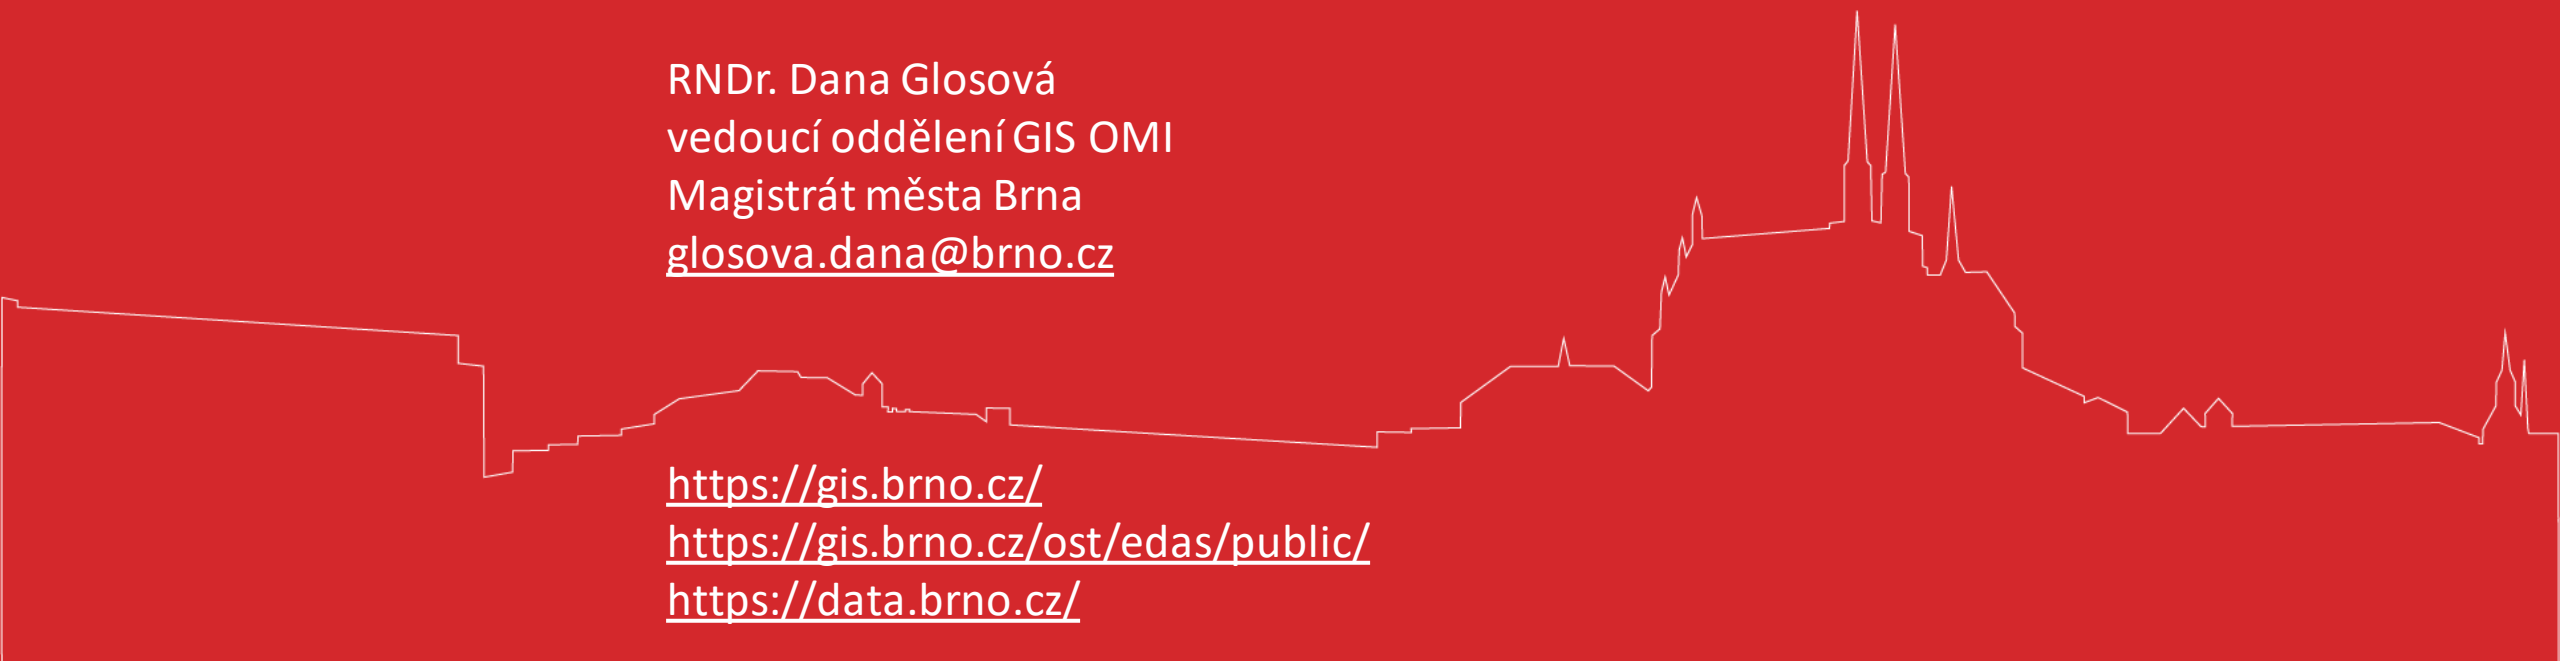 RNDr. Dana Glosová
vedoucí oddělení GIS OMI
Magistrát města Brna
glosova.dana@brno.cz
https://gis.brno.cz/
https://gis.brno.cz/ost/edas/public/
https://data.brno.cz/